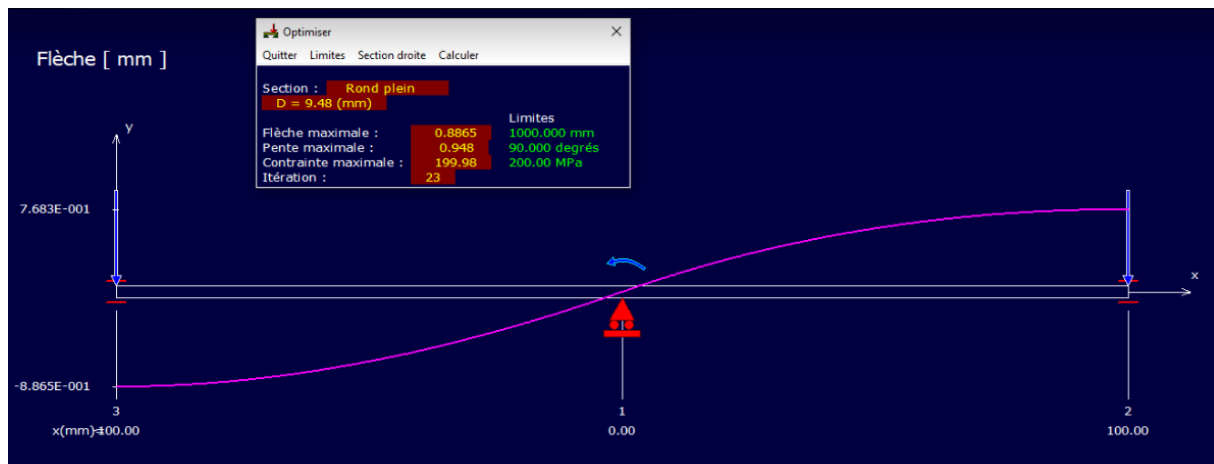 Optimiser
Quitter Limites Section droite Calculer
Flèche [ mm ]
Section : Rond plein
D = 9.48 (mm)
Limites
Flèche maximale : 0.8865 1000.000 mm
Pente maximale : 0.948 90.000 degrés
Contrainte maximale : 199.98 200.00 MPa
Itération : 23
y
7.683E-001
x
-8.865E-001
3 1 2
x(mm)=100.00 0.00 100.00